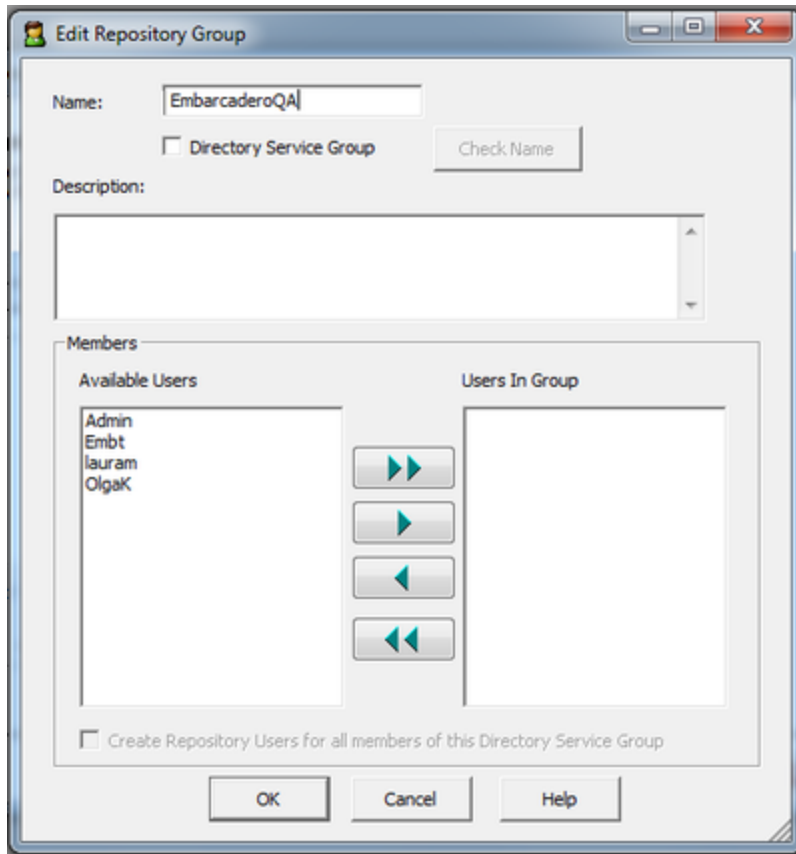 Edit Repository Group
Name: EmbarcaderoQA
Directory Service Group Check Name
Description:
Members
Available Users Users In Group
Admin
Embt
lauram
OlgaK
Create Repository Users for all members of this Directory Service Group
OK Cancel Help